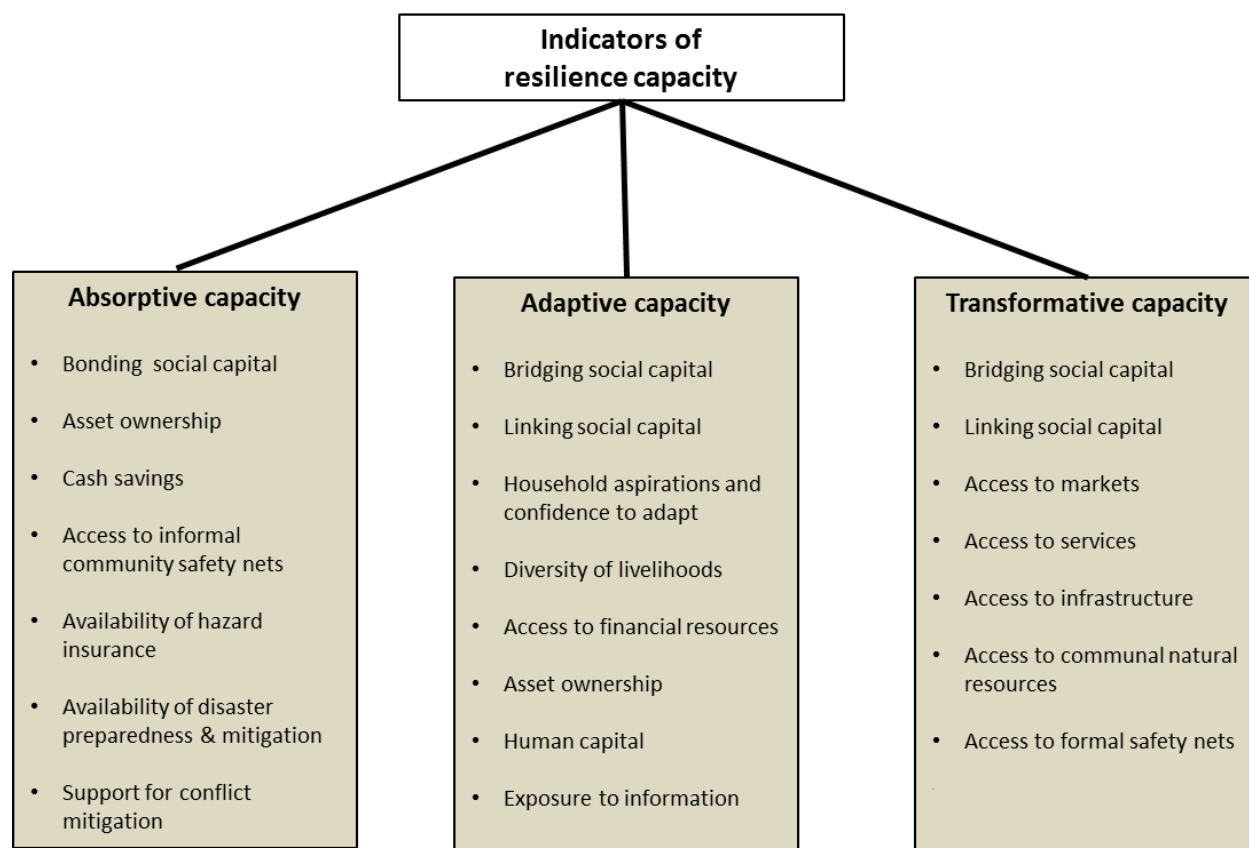 Indicators of
resilience capacity
Absorptive capacity
• Bonding social capital
• Asset ownership
• Cash savings
• Access to informal
community safety nets
• Availability of hazard
insurance
• Availability of disaster
preparedness & mitigation
• Support for conflict
mitigation
Adaptive capacity
• Bridging social capital
• Linking social capital
• Household aspirations and
confidence to adapt
• Diversity of livelihoods
• Access to financial resources
• Asset ownership
• Human capital
• Exposure to information
Transformative capacity
• Bridging social capital
• Linking social capital
• Access to markets
• Access to services
• Access to infrastructure
• Access to communal natural
resources
• Access to formal safety nets